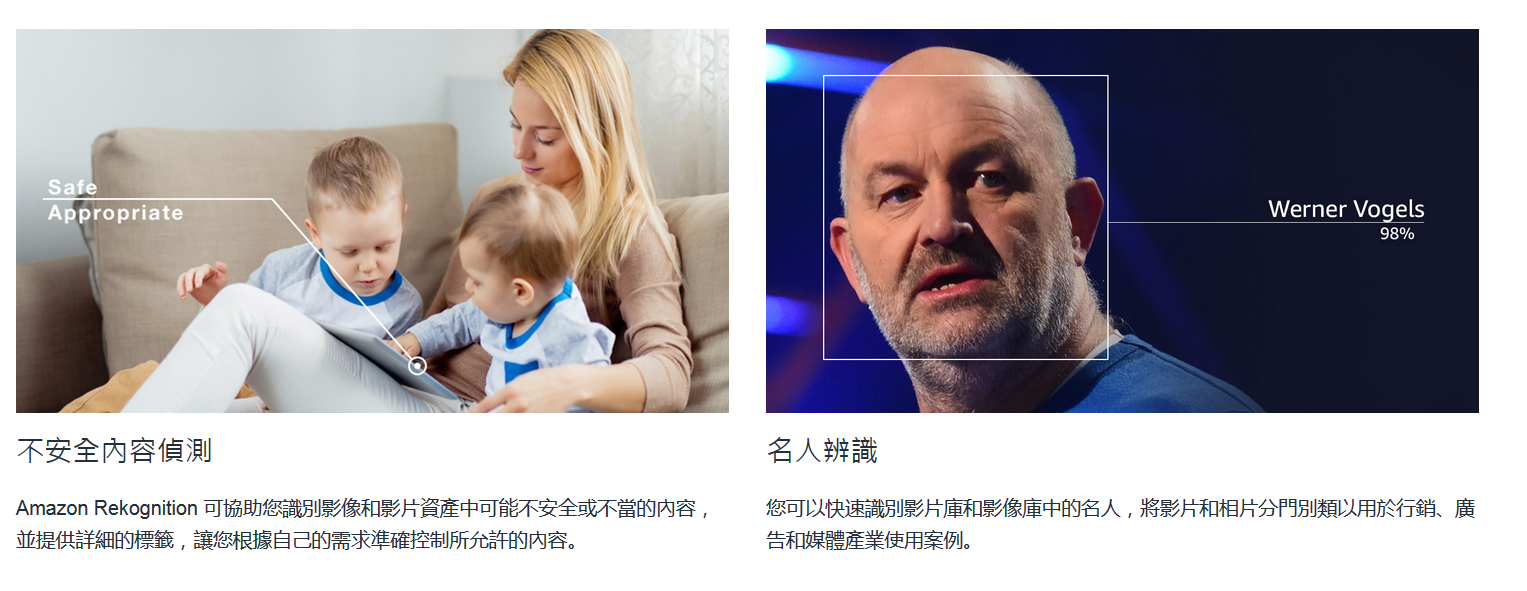 Safe
Appropriate
Werner Vogels
98%
不安全內容偵測
Amazon Rekognition 可協助您識別影像和影片資產中可能不安全或不當的內容，
並提供詳細的標籤，讓您根據自己的需求準確控制所允許的內容。
名人辨識
您可以快速識別影片庫和影像庫中的名人，將影片和相片分門別類以用於行銷、廣
告和媒體產業使用案例。